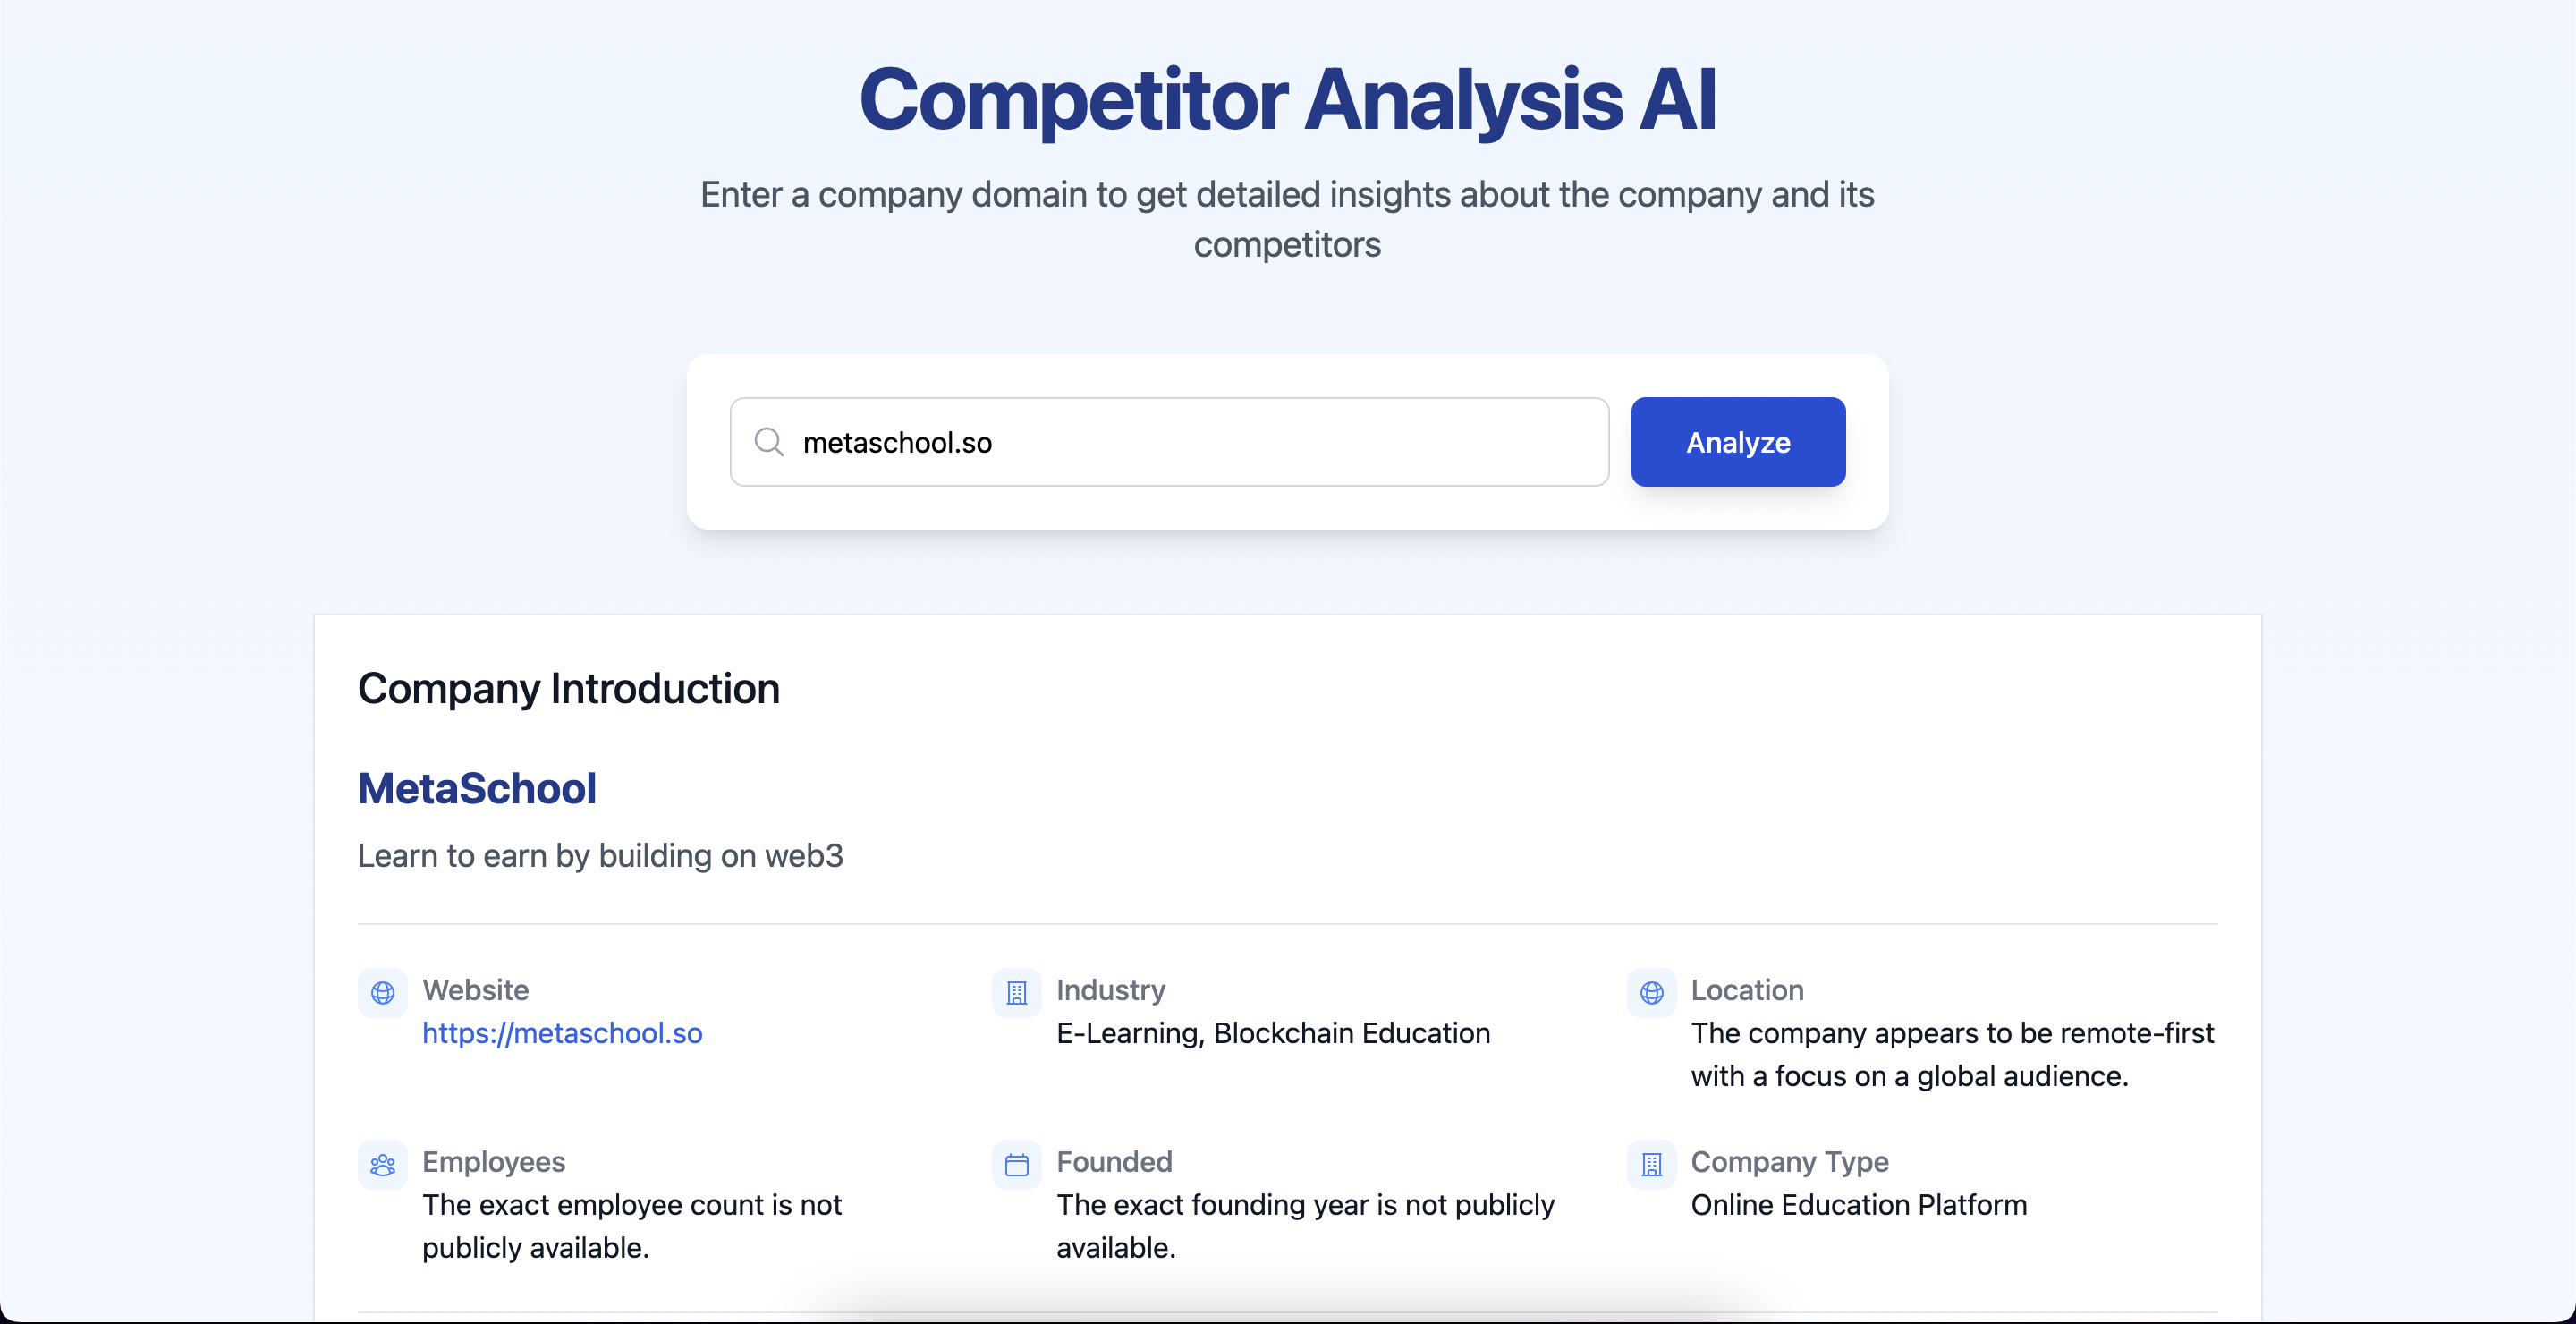 Competitor Analysis AI
Enter a company domain to get detailed insights about the company and its
competitors
metaschool.so
Analyze
Company Introduction
MetaSchool
Learn to earn by building on web3
Website
https://metaschool.so
Industry
E-Learning, Blockchain Education
Location
The company appears to be remote-first
with a focus on a global audience.
Employees
The exact employee count is not
publicly available.
Founded
The exact founding year is not publicly
available.
Company Type
Online Education Platform